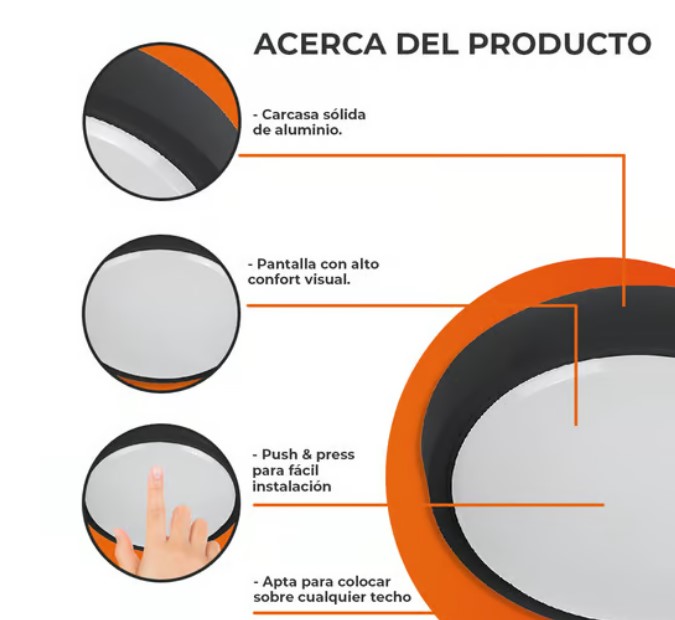 ACERCA DEL PRODUCTO
- Carcasa sólida
de aluminio.
- Pantalla con alto
confort visual.
- Push & press
para fácil
instalación
- Apta para colocar
sobre cualquier techo